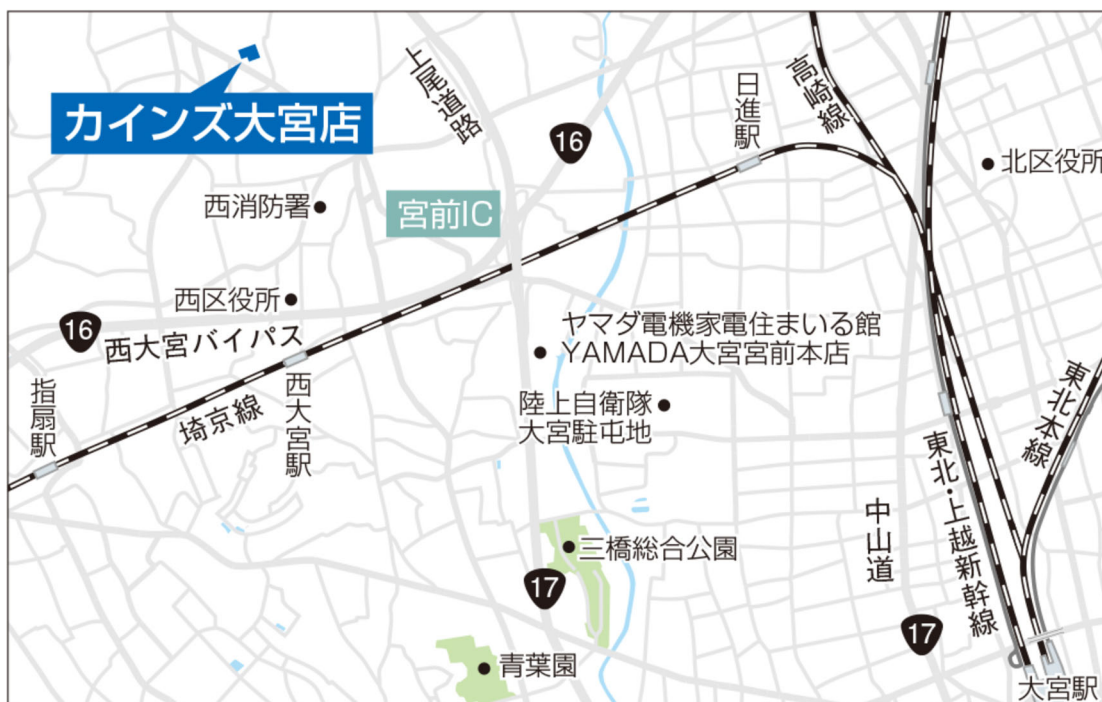 カインズ大宮店
上尾道路
16
日進駅
高崎線
北区役所
西消防署
宮前IC
西区役所
16
西大宮バイパス
ヤマダ電機家電住まいる館
YAMADA大宮宮前本店
指扇駅
埼京線
西大宮駅
陸上自衛隊
大宮駐屯地
東北本線
東北・上越新幹線
中山道
三橋総合公園
17
17
青葉園
大宮駅